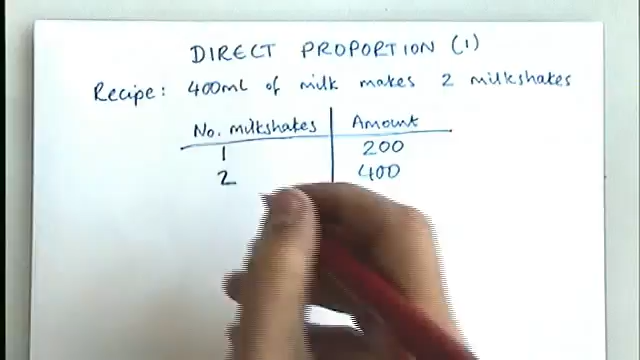 DIRECT PROPORTION (1)
Recipe: 400mL of milk makes 2 milkshakes
No. milkshakes Amount
1 200
2 400